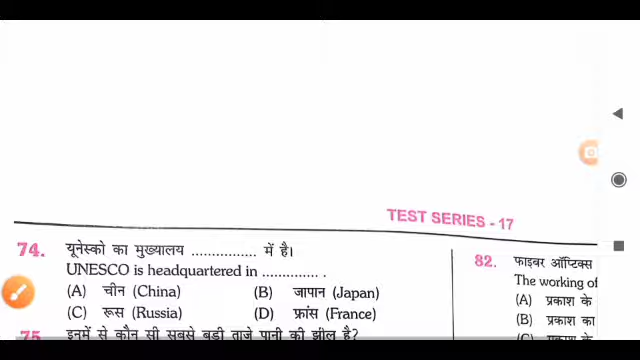 TEST SERIES - 17
74. यूनेस्को का मुख्यालय ................. में है।
UNESCO is headquartered in .............. .
(A) चीन (China) (B) जापान (Japan)
(C) रूस (Russia) (D) फ्रांस (France)
75. इनमें से कौन सी सबसे बड़ी ताजे पानी की झील है?
82. फाइबर ऑप्टिक्स
The working of
(A) प्रकाश के
(B) प्रकाश का
(C) प्रकाश के